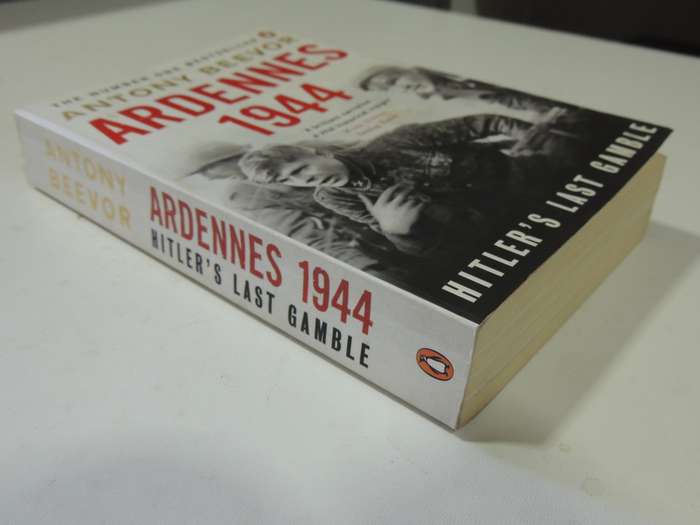 THE NUMBER ONE BESTSELLER
ANTONY BEEVOR
ARDENNES
1944
HITLER'S LAST GAMBLE
ANTONY
BEEVOR
ARDENNES 1944
HITLER'S LAST GAMBLE